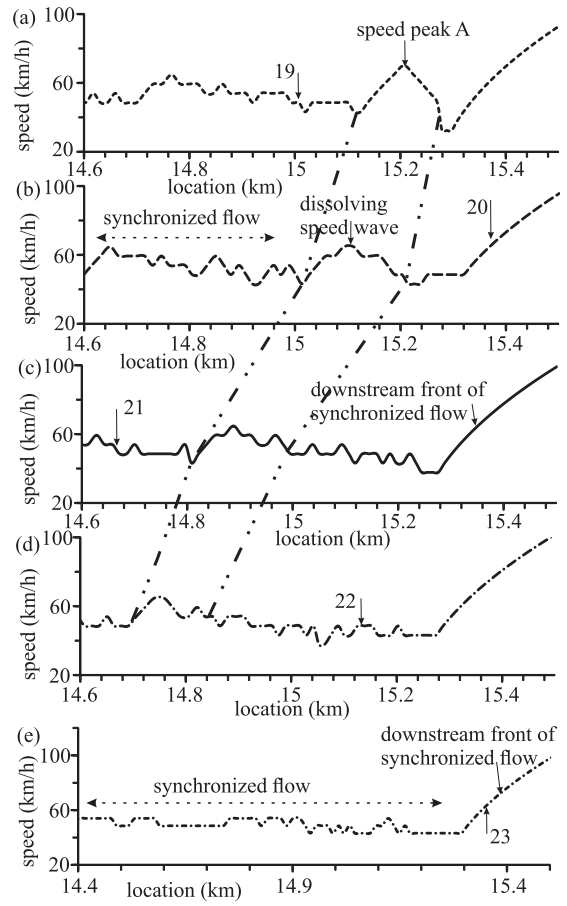 (a)
100
60
20
speed (km/h)
speed peak A
19
14.6 14.8 15 15.2 15.4
location (km)
(b)
100
60
20
speed (km/h)
synchronized flow
dissolving
speed wave
20
14.6 14.8 15 15.2 15.4
location (km)
(c)
100
60
20
speed (km/h)
21
downstream front of
synchronized flow
14.6 14.8 15 15.2 15.4
location (km)
(d)
100
60
20
speed (km/h)
22
14.6 14.8 15 15.2 15.4
location (km)
(e)
100
60
20
speed (km/h)
synchronized flow
downstream front of
synchronized flow
23
14.4 14.9 15.4
location (km)